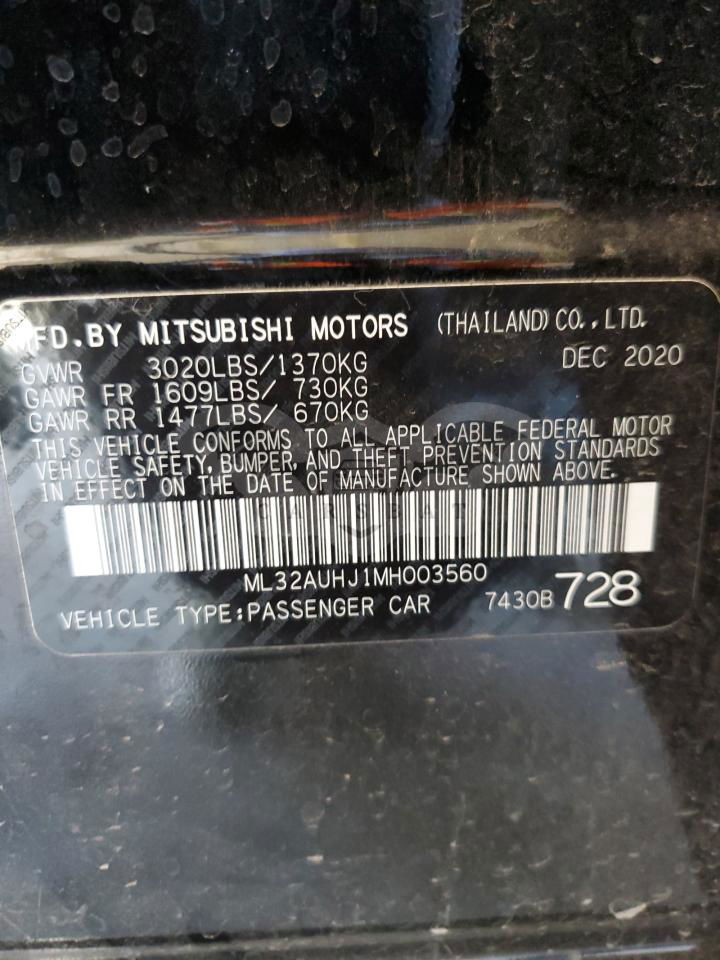 MFD.BY MITSUBISHI MOTORS (THAILAND) CO., LTD.
GVWR 3020LBS/1370KG DEC 2020
GAWR FR 1609LBS/ 730KG
GAWR RR 1477LBS/ 670KG
THIS VEHICLE CONFORMS TO ALL APPLICABLE FEDERAL MOTOR
VEHICLE SAFETY, BUMPER, AND THEFT PREVENTION STANDARDS
IN EFFECT ON THE DATE OF MANUFACTURE SHOWN ABOVE.
ML32AUHJ1MH003560
VEHICLE TYPE:PASSENGER CAR 7430B 728